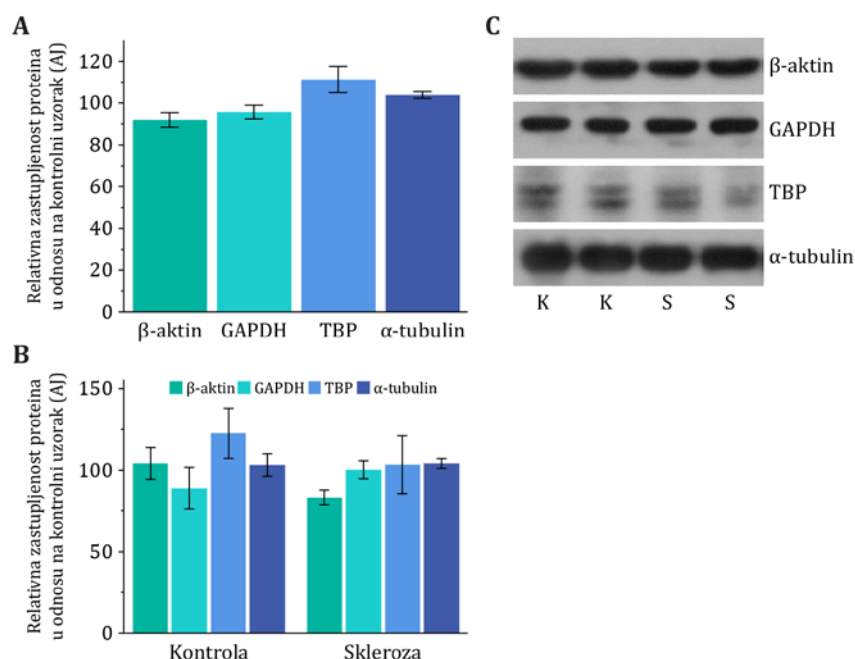 A
Relativna zastupljenost proteina
u odnosu na kontrolni uzorak (AJ)
120
100
80
60
40
20
0
β-aktin GAPDH TBP α-tubulin
B
Relativna zastupljenost proteina
u odnosu na kontrolni uzorak (AJ)
150
100
50
0
β-aktin GAPDH TBP α-tubulin
Kontrola Skleroza
C
β-aktin
GAPDH
TBP
α-tubulin
K K S S